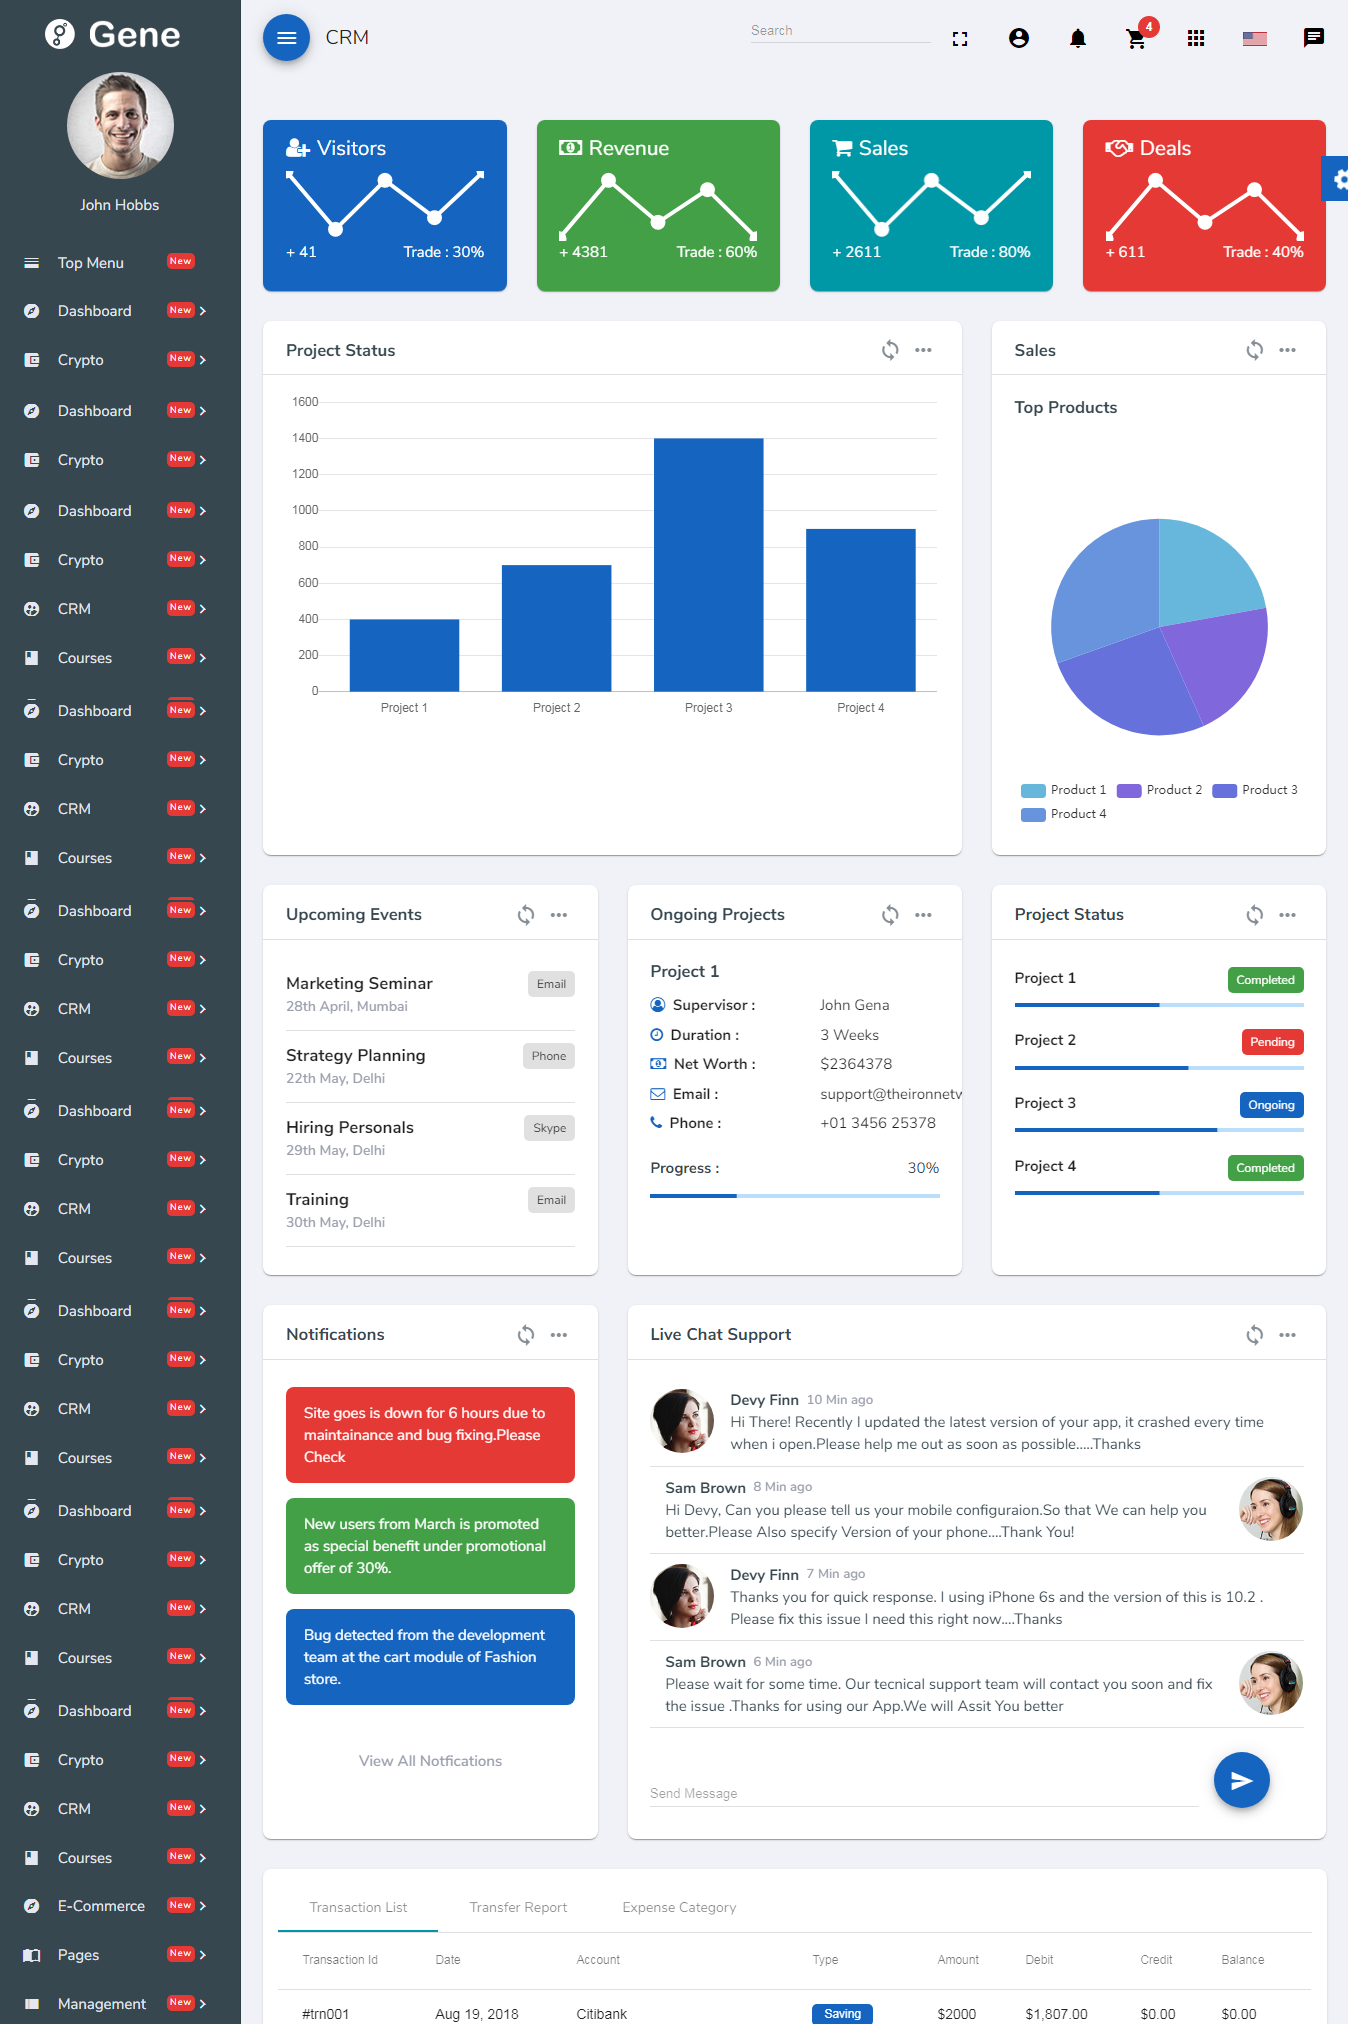 Gene
John Hobbs
Top Menu New
Dashboard New
Crypto New
Dashboard New
Crypto New
Dashboard New
Crypto New
CRM New
Courses New
Dashboard New
Crypto New
CRM New
Courses New
Dashboard New
Crypto New
CRM New
Courses New
Dashboard New
Crypto New
CRM New
Courses New
Dashboard New
Crypto New
CRM New
Courses New
Dashboard New
Crypto New
CRM New
Courses New
Dashboard New
Crypto New
CRM New
Courses New
E-Commerce New
Pages New
Management New
CRM
Search
4
Visitors
+ 41 Trade : 30%
Revenue
+ 4381 Trade : 60%
Sales
+ 2611 Trade : 80%
Deals
+ 611 Trade : 40%
Project Status
1600
1400
1200
1000
800
600
400
200
0
Project 1 Project 2 Project 3 Project 4
Sales
Top Products
Product 1 Product 2 Product 3
Product 4
Upcoming Events
Marketing Seminar Email
28th April, Mumbai
Strategy Planning Phone
22th May, Delhi
Hiring Personals Skype
29th May, Delhi
Training Email
30th May, Delhi
Ongoing Projects
Project 1
Supervisor : John Gena
Duration : 3 Weeks
Net Worth : $2364378
Email : support@theironnetw
Phone : +01 3456 25378
Progress : 30%
Project Status
Project 1 Completed
Project 2 Pending
Project 3 Ongoing
Project 4 Completed
Notifications
Site goes is down for 6 hours due to
maintainance and bug fixing.Please
Check
New users from March is promoted
as special benefit under promotional
offer of 30%.
Bug detected from the development
team at the cart module of Fashion
store.
View All Notfications
Live Chat Support
Devy Finn 10 Min ago
Hi There! Recently I updated the latest version of your app, it crashed every time
when i open.Please help me out as soon as possible.....Thanks
Sam Brown 8 Min ago
Hi Devy, Can you please tell us your mobile configuraion.So that We can help you
better.Please Also specify Version of your phone....Thank You!
Devy Finn 7 Min ago
Thanks you for quick response. I using iPhone 6s and the version of this is 10.2 .
Please fix this issue I need this right now....Thanks
Sam Brown 6 Min ago
Please wait for some time. Our tecnical support team will contact you soon and fix
the issue .Thanks for using our App.We will Assit You better
Send Message
Transaction List Transfer Report Expense Category
Transaction Id Date Account Type Amount Debit Credit Balance
#trn001 Aug 19, 2018 Citibank Saving $2000 $1,807.00 $0.00 $0.00